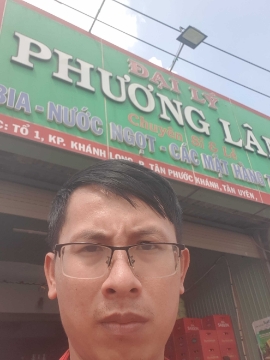 ĐẠI LÝ
PHƯƠNG LÂ
Chuyên
BIA - NƯỚC NGỌT - CÁC MẶT HÀNG
C: TỔ 1, KP. KHÁNH LONG, P. TÂN PHƯỚC KHÁNH, TÂN UYÊN,